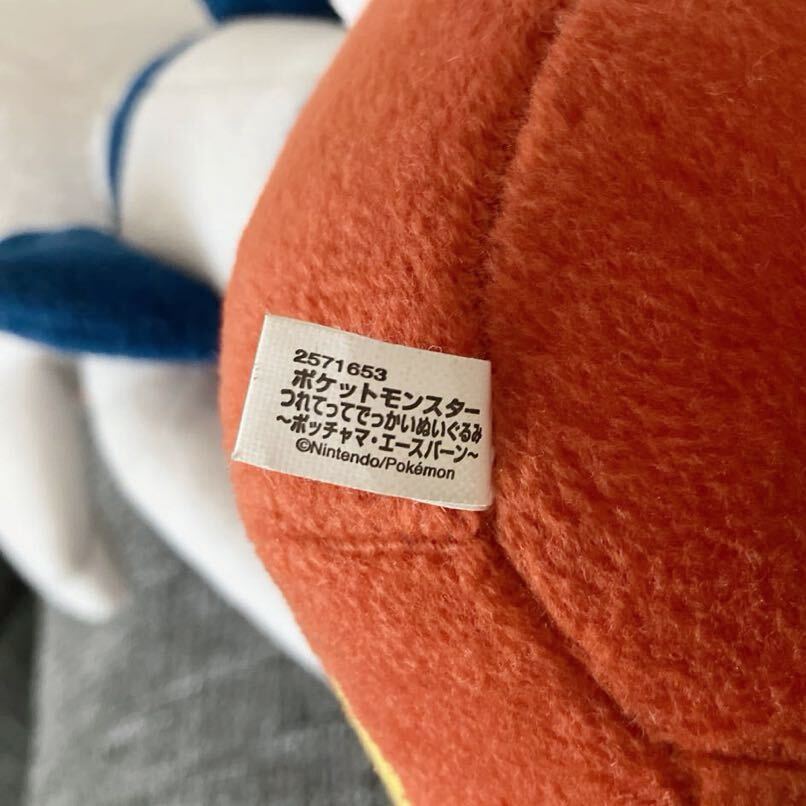 2571653
ポケットモンスター
つれてってでっかいぬいぐるみ
～ポッチャマ・エースバーン～
©Nintendo/Pokémon